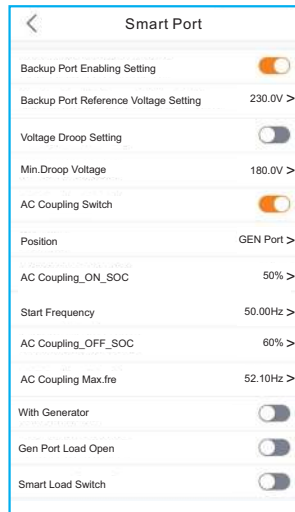 Smart Port
Backup Port Enabling Setting
Backup Port Reference Voltage Setting 230.0V >
Voltage Droop Setting
Min.Droop Voltage 180.0V >
AC Coupling Switch
Position GEN Port >
AC Coupling_ON_SOC 50% >
Start Frequency 50.00Hz >
AC Coupling_OFF_SOC 60% >
AC Coupling Max.fre 52.10Hz >
With Generator
Gen Port Load Open
Smart Load Switch